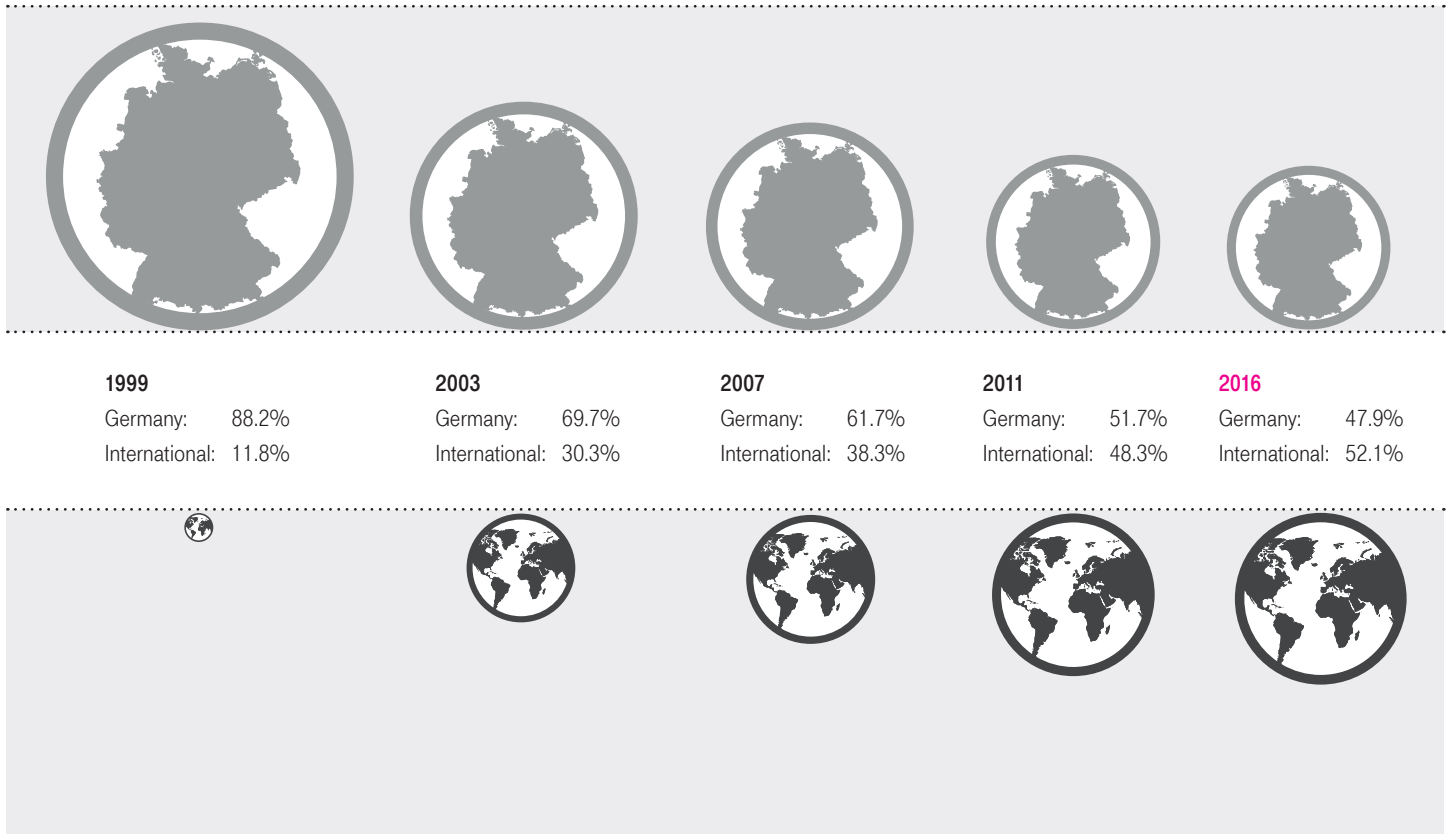 1999
Germany: 88.2%
International: 11.8%
2003
Germany: 69.7%
International: 30.3%
2007
Germany: 61.7%
International: 38.3%
2011
Germany: 51.7%
International: 48.3%
2016
Germany: 47.9%
International: 52.1%